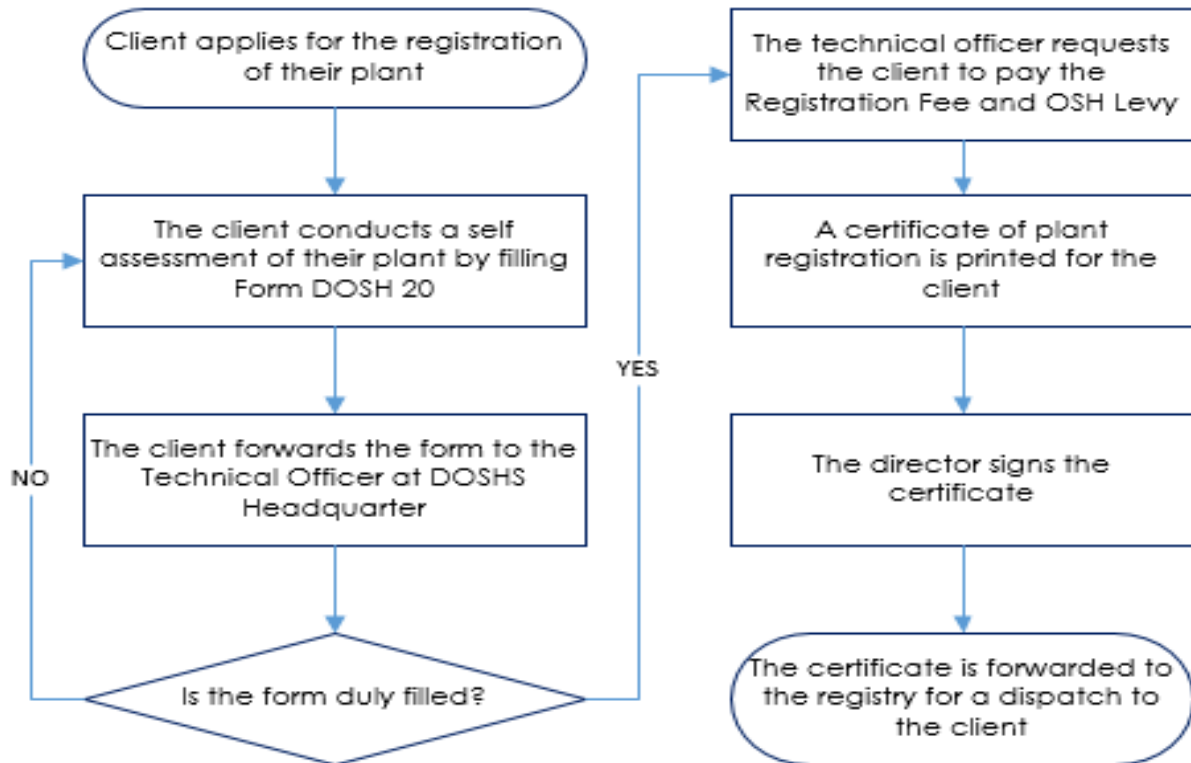 Client applies for the registration
of their plant
The client conducts a self
assessment of their plant by filling
Form DOSH 20
The client forwards the form to the
Technical Officer at DOSHS
Headquarter
NO
Is the form duly filled?
YES
The technical officer requests
the client to pay the
Registration Fee and OSH Levy
A certificate of plant
registration is printed for the
client
The director signs the
certificate
The certificate is forwarded to
the registry for a dispatch to
the client